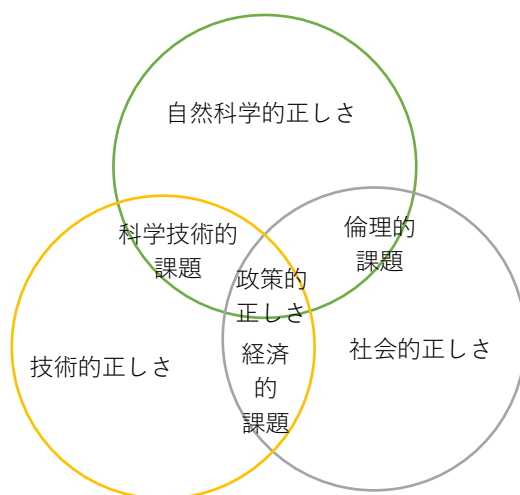 自然科学的正しさ
科学技術的
課題
倫理的
課題
政策的
正しさ
技術的正しさ
経済
的
課題
社会的正しさ